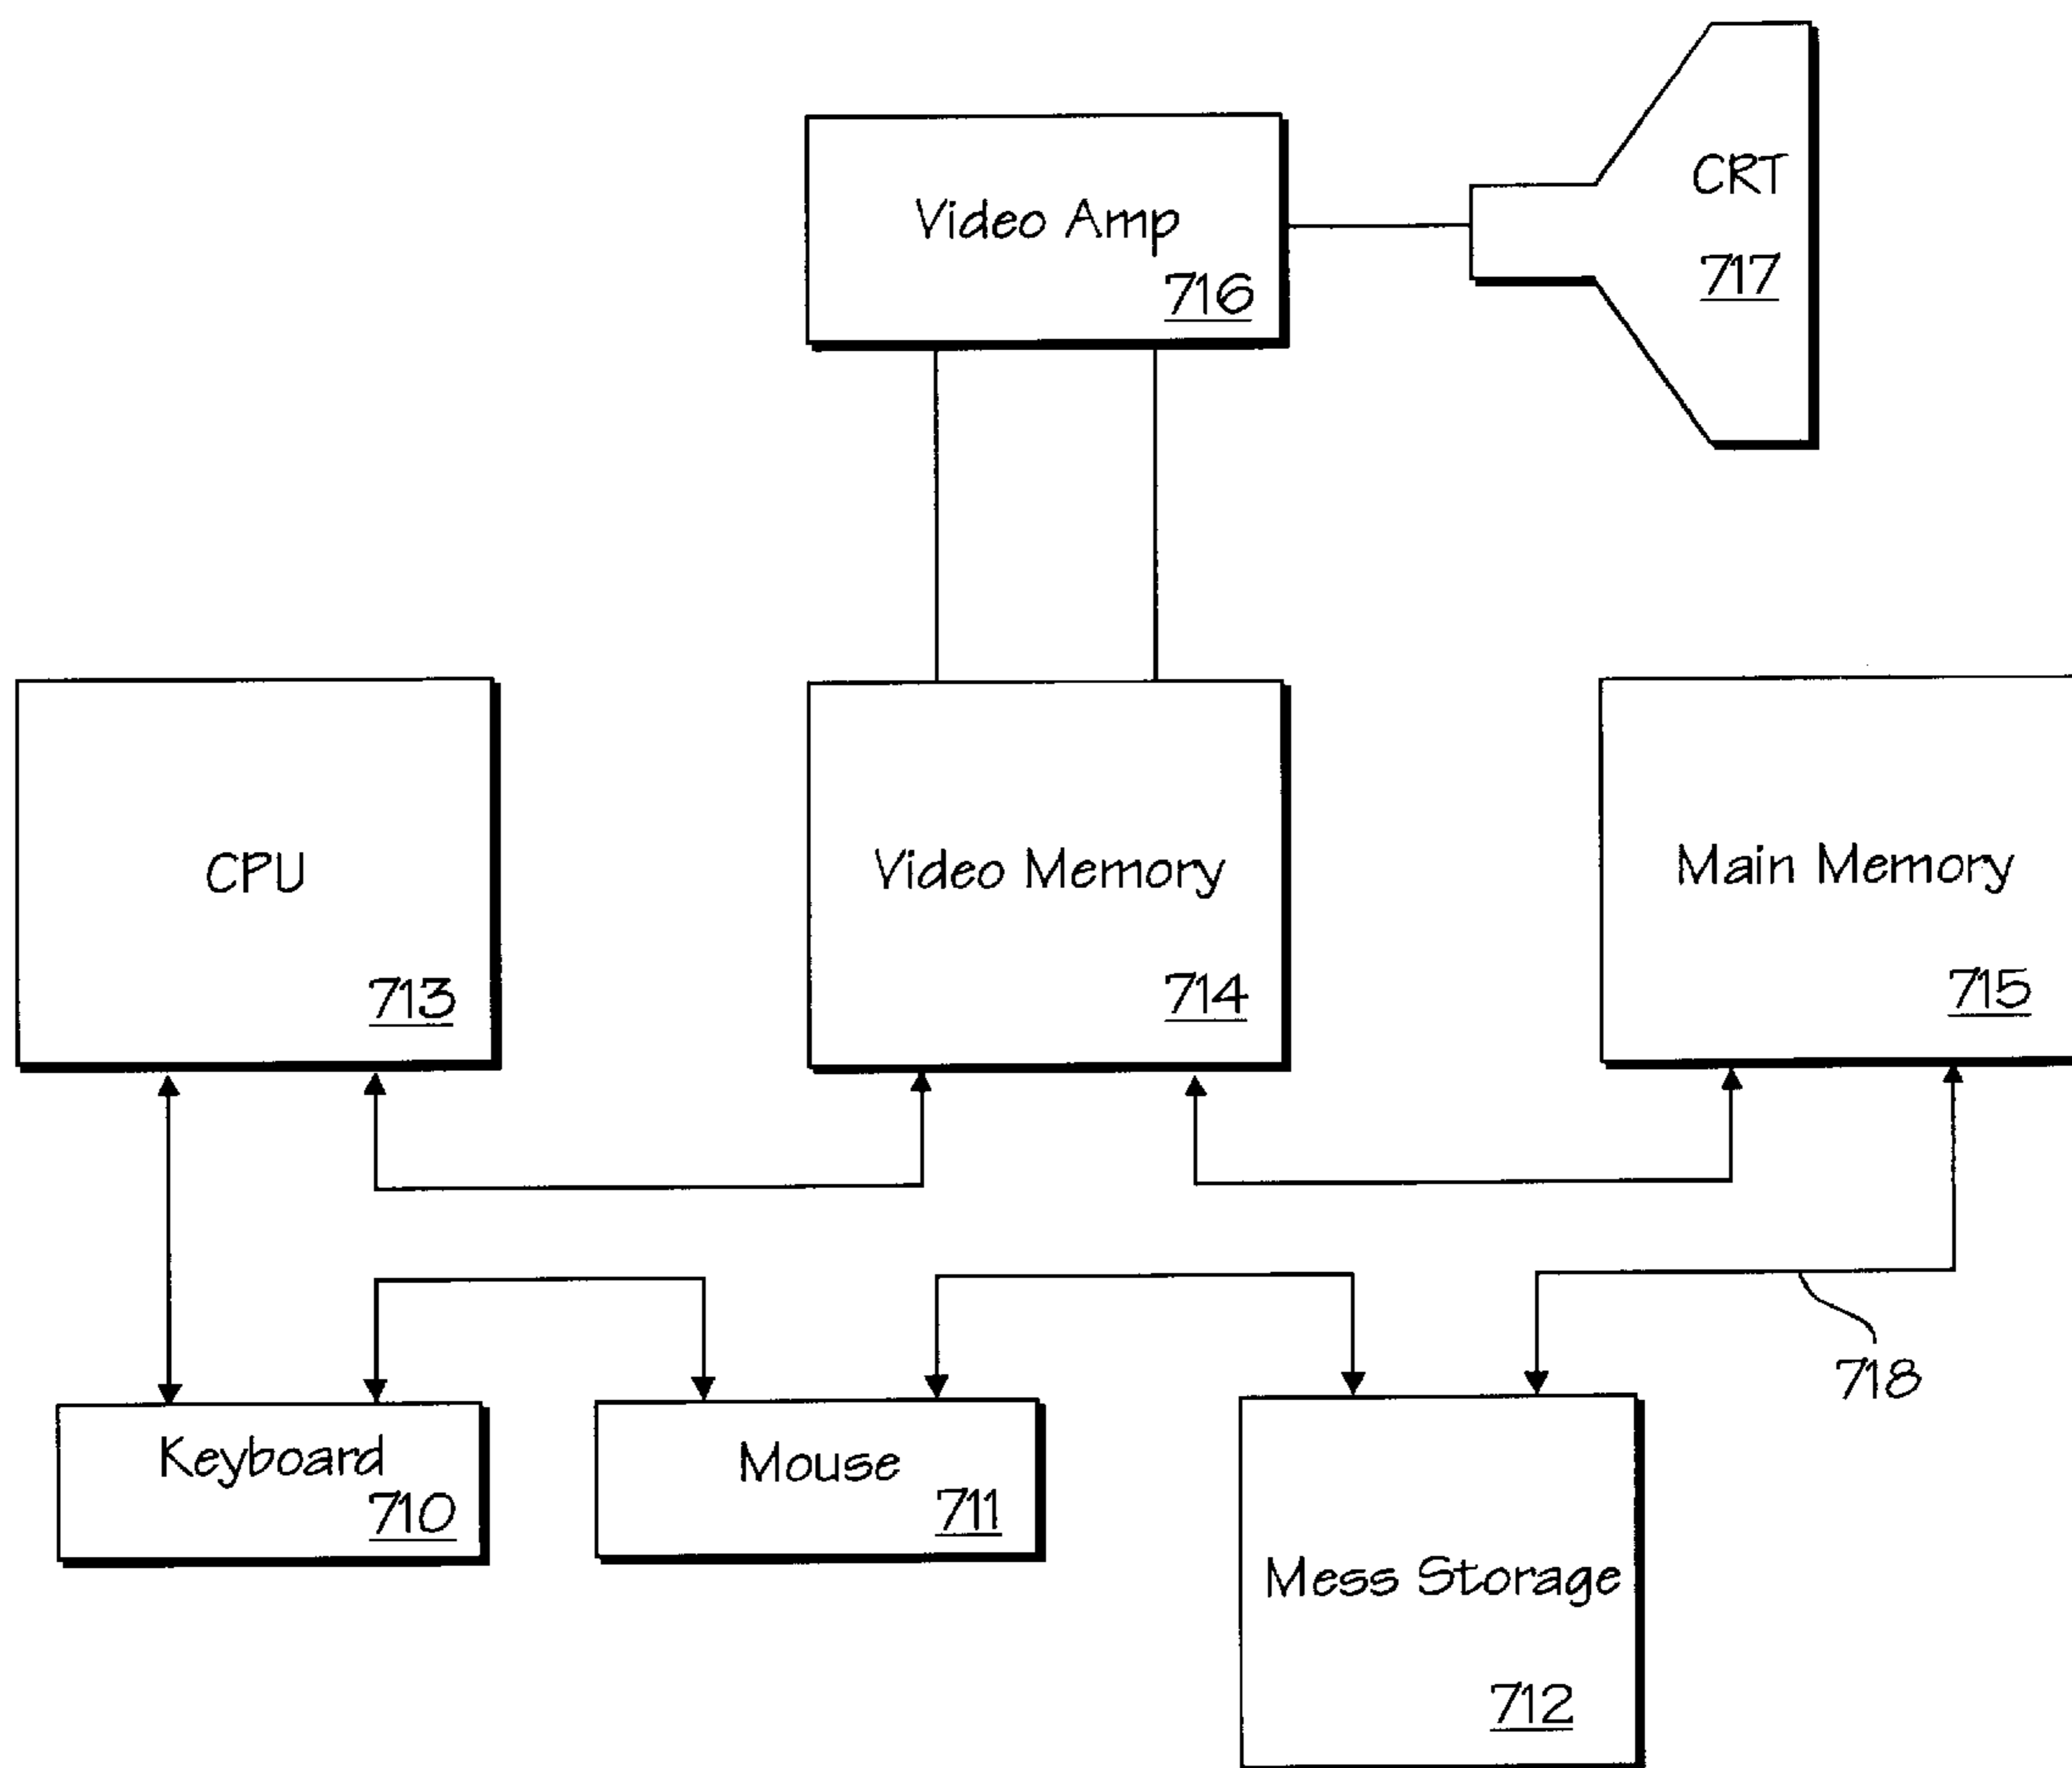 Video Amp
716
CRT
717
CPU
713
Video Memory
714
Main Memory
715
718
Keyboard
710
Mouse
711
Mess Storage
712